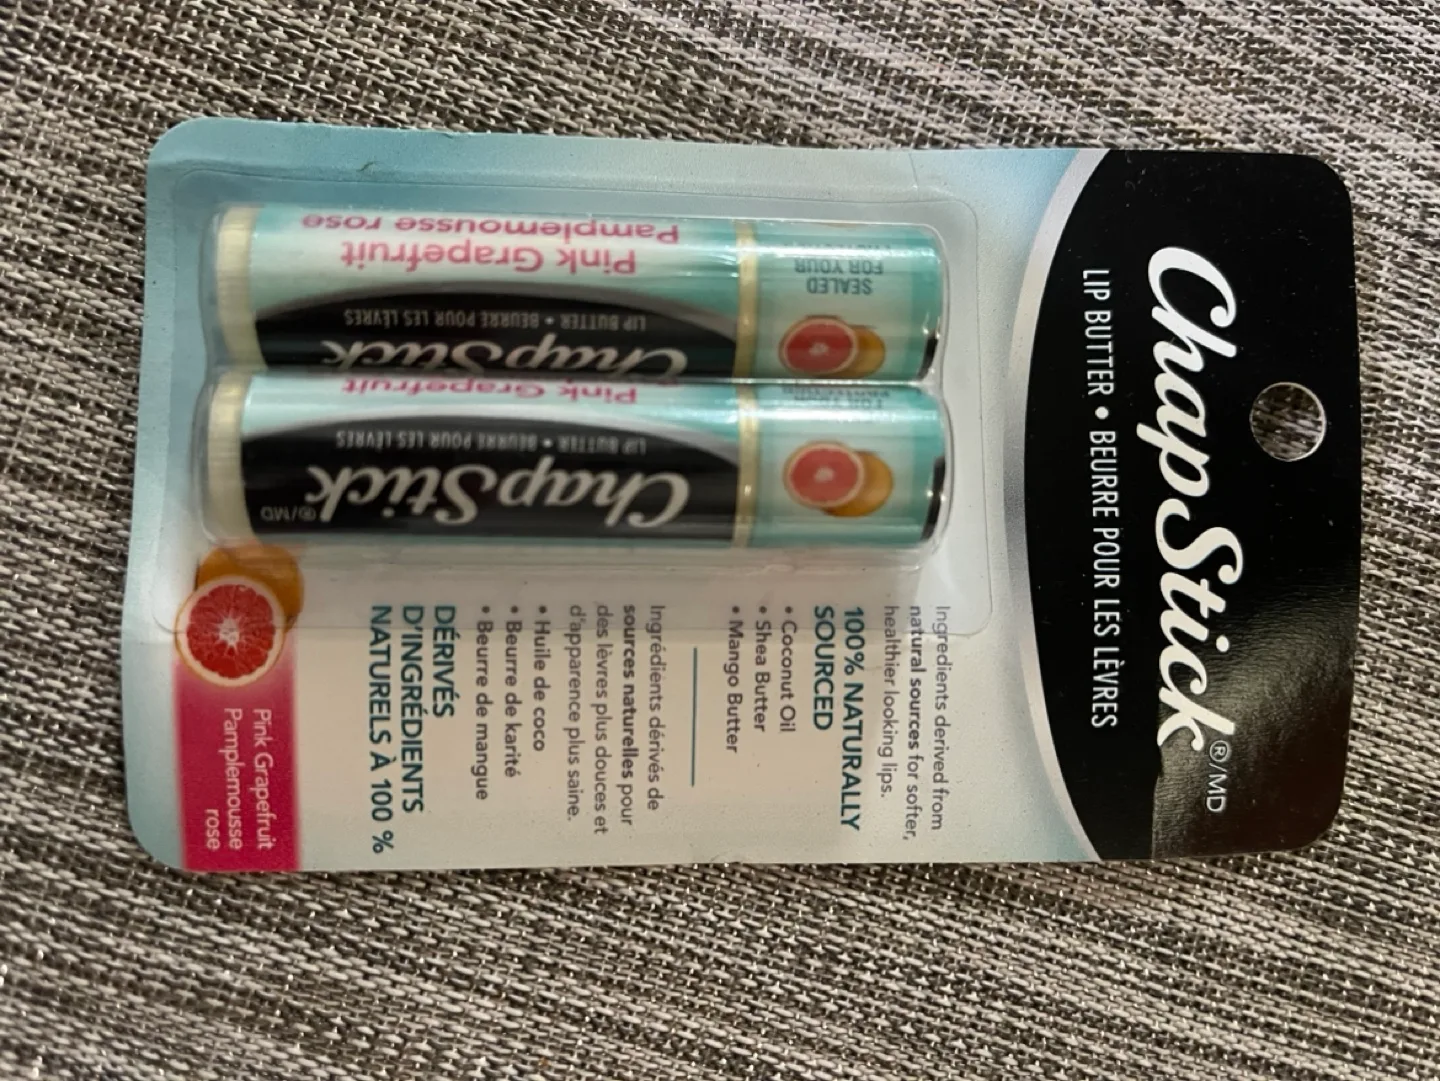 ChapStick®/MD
LIP BUTTER • BEURRE POUR LES LÈVRES
Ingredients derived from
natural sources for softer,
healthier looking lips.
100% NATURALLY
SOURCED
• Coconut Oil
• Shea Butter
• Mango Butter
Ingrédients dérivés de
sources naturelles pour
des lèvres plus douces et
d'apparence plus saine.
• Huile de coco
• Beurre de karité
• Beurre de mangue
DÉRIVÉS
D'INGRÉDIENTS
NATURELS À 100 %
Pink Grapefruit
Pamplemousse
rose
ChapStick®/MD
LIP BUTTER • BEURRE POUR LES LÈVRES
Pink Grapefruit
ChapStick
LIP BUTTER • BEURRE POUR LES LÈVRES
Pink Grapefruit
Pamplemousse rose
SEALED
FOR YOUR